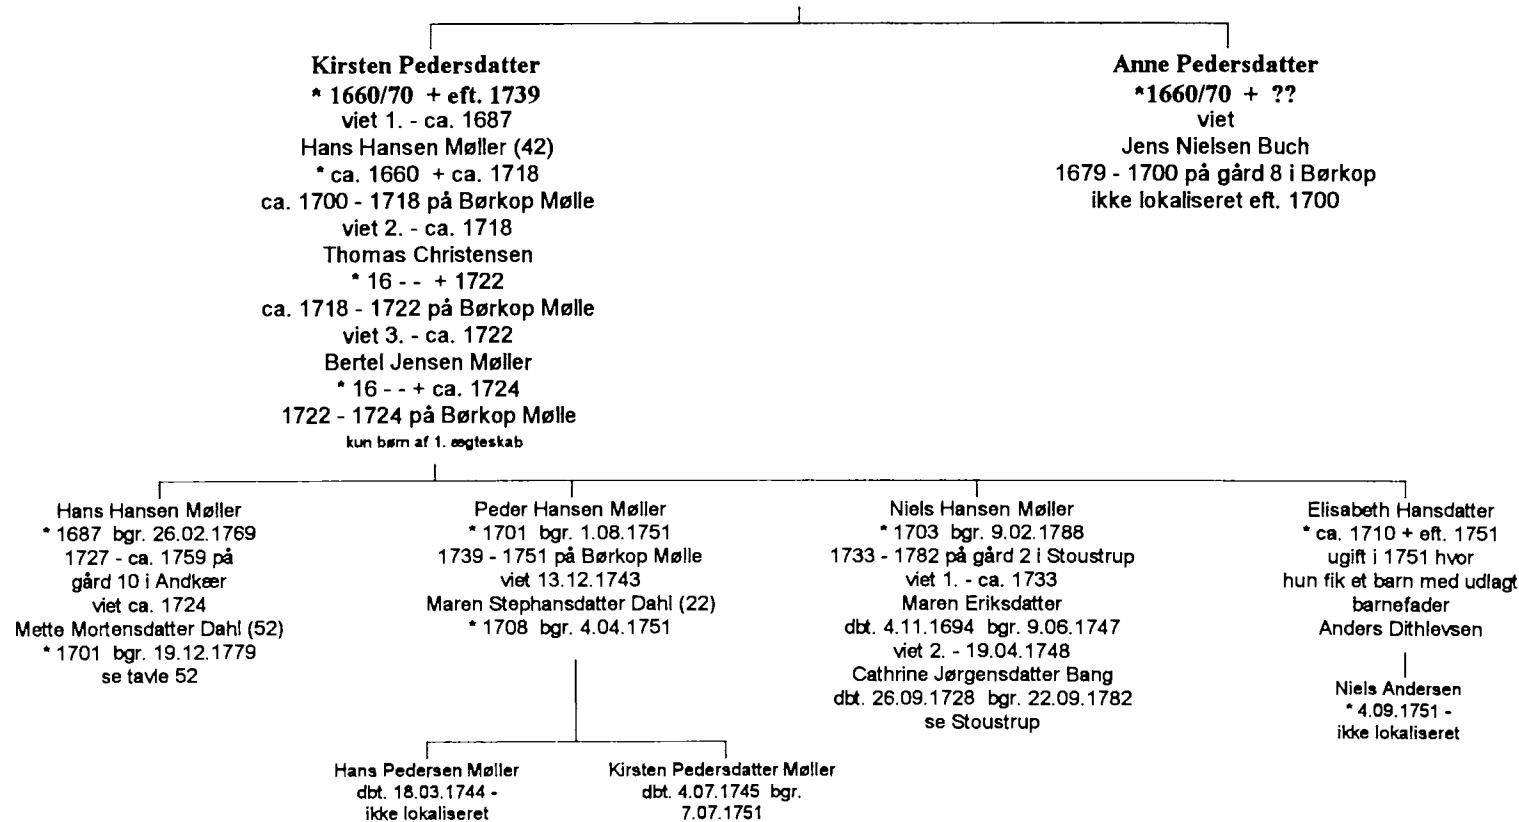 Kirsten Pedersdatter
* 1660/70 + eft. 1739
viet 1. - ca. 1687
Hans Hansen Møller (42)
* ca. 1660 + ca. 1718
ca. 1700 - 1718 på Børkop Mølle
viet 2. - ca. 1718
Thomas Christensen
* 16 - - + 1722
ca. 1718 - 1722 på Børkop Mølle
viet 3. - ca. 1722
Bertel Jensen Møller
* 16 - - + ca. 1724
1722 - 1724 på Børkop Mølle
kun børn af 1. ægteskab
Anne Pedersdatter
*1660/70 + ??
viet
Jens Nielsen Buch
1679 - 1700 på gård 8 i Børkop
ikke lokaliseret eft. 1700
Hans Hansen Møller
* 1687 bgr. 26.02.1769
1727 - ca. 1759 på
gård 10 i Andkær
viet ca. 1724
Mette Mortensdatter Dahl (52)
* 1701 bgr. 19.12.1779
se tavle 52
Peder Hansen Møller
* 1701 bgr. 1.08.1751
1739 - 1751 på Børkop Mølle
viet 13.12.1743
Maren Stephansdatter Dahl (22)
* 1708 bgr. 4.04.1751
Niels Hansen Møller
* 1703 bgr. 9.02.1788
1733 - 1782 på gård 2 i Stoustrup
viet 1. - ca. 1733
Maren Eriksdatter
dbt. 4.11.1694 bgr. 9.06.1747
viet 2. - 19.04.1748
Cathrine Jørgensdatter Bang
dbt. 26.09.1728 bgr. 22.09.1782
se Stoustrup
Elisabeth Hansdatter
* ca. 1710 + eft. 1751
ugift i 1751 hvor
hun fik et barn med udlagt
barnefader
Anders Dithlevsen
Niels Andersen
* 4.09.1751 -
ikke lokaliseret
Hans Pedersen Møller
dbt. 18.03.1744 -
ikke lokaliseret
Kirsten Pedersdatter Møller
dbt. 4.07.1745 bgr.
7.07.1751